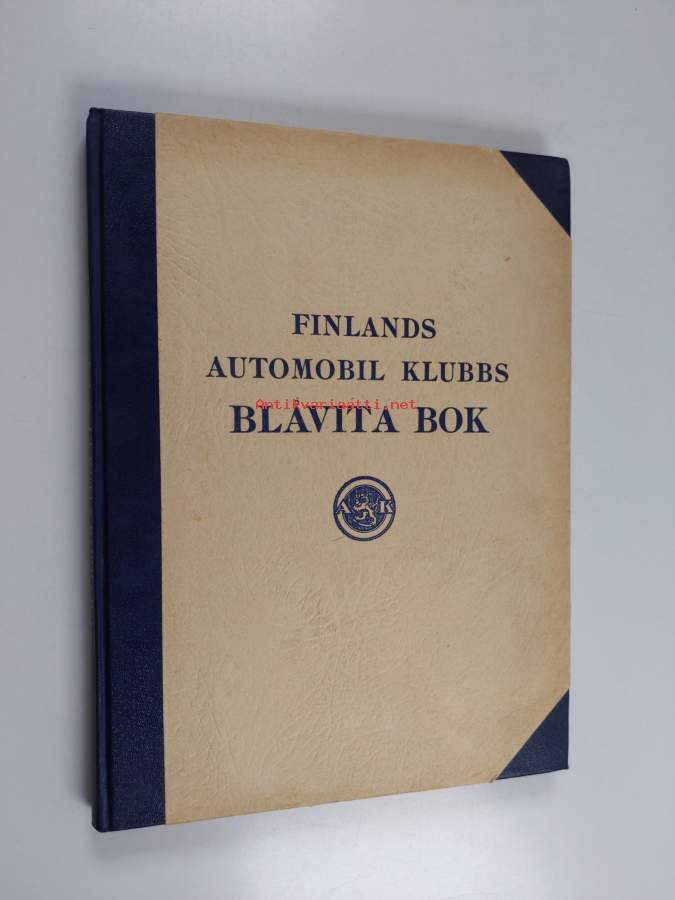 FINLANDS
AUTOMOBIL KLUBBS
Antikvariaatti.net
BLÅVITA BOK
A K